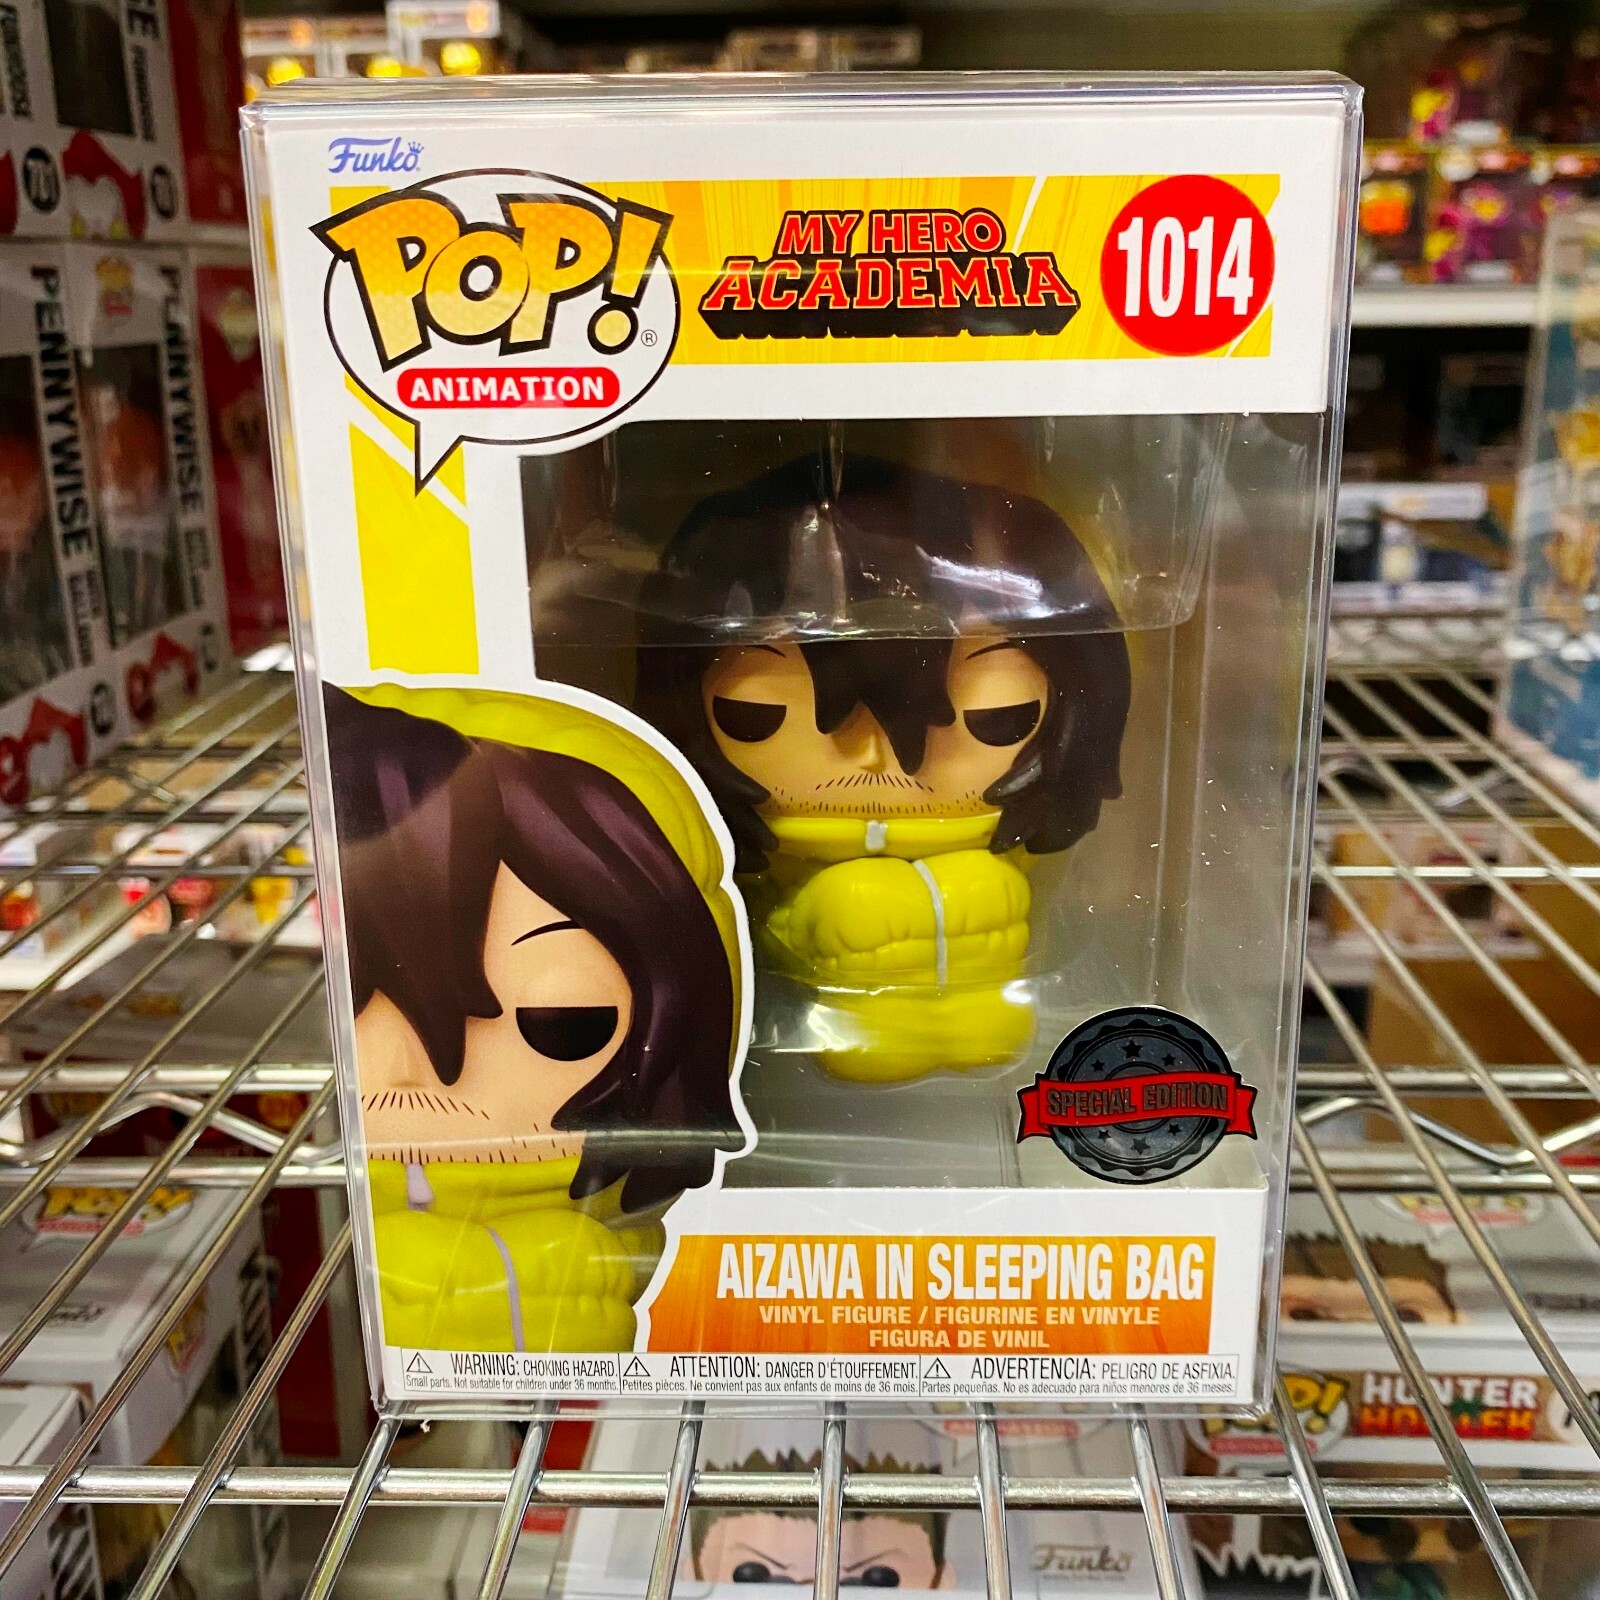 Funko
POP!
®
ANIMATION
MY HERO
ACADEMIA
1014
SPECIAL EDITION
AIZAWA IN SLEEPING BAG
VINYL FIGURE / FIGURINE EN VINYLE
FIGURA DE VINIL
WARNING: CHOKING HAZARD.
Small parts. Not suitable for children under 36 months.
ATTENTION: DANGER D'ÉTOUFFEMENT.
Petites pièces. Ne convient pas aux enfants de moins de 36 mois.
ADVERTENCIA: PELIGRO DE ASFIXIA.
Partes pequeñas. No es adecuado para niños menores de 36 meses.
PENNYWISE
PENNYWISE
HUNTER
Funko